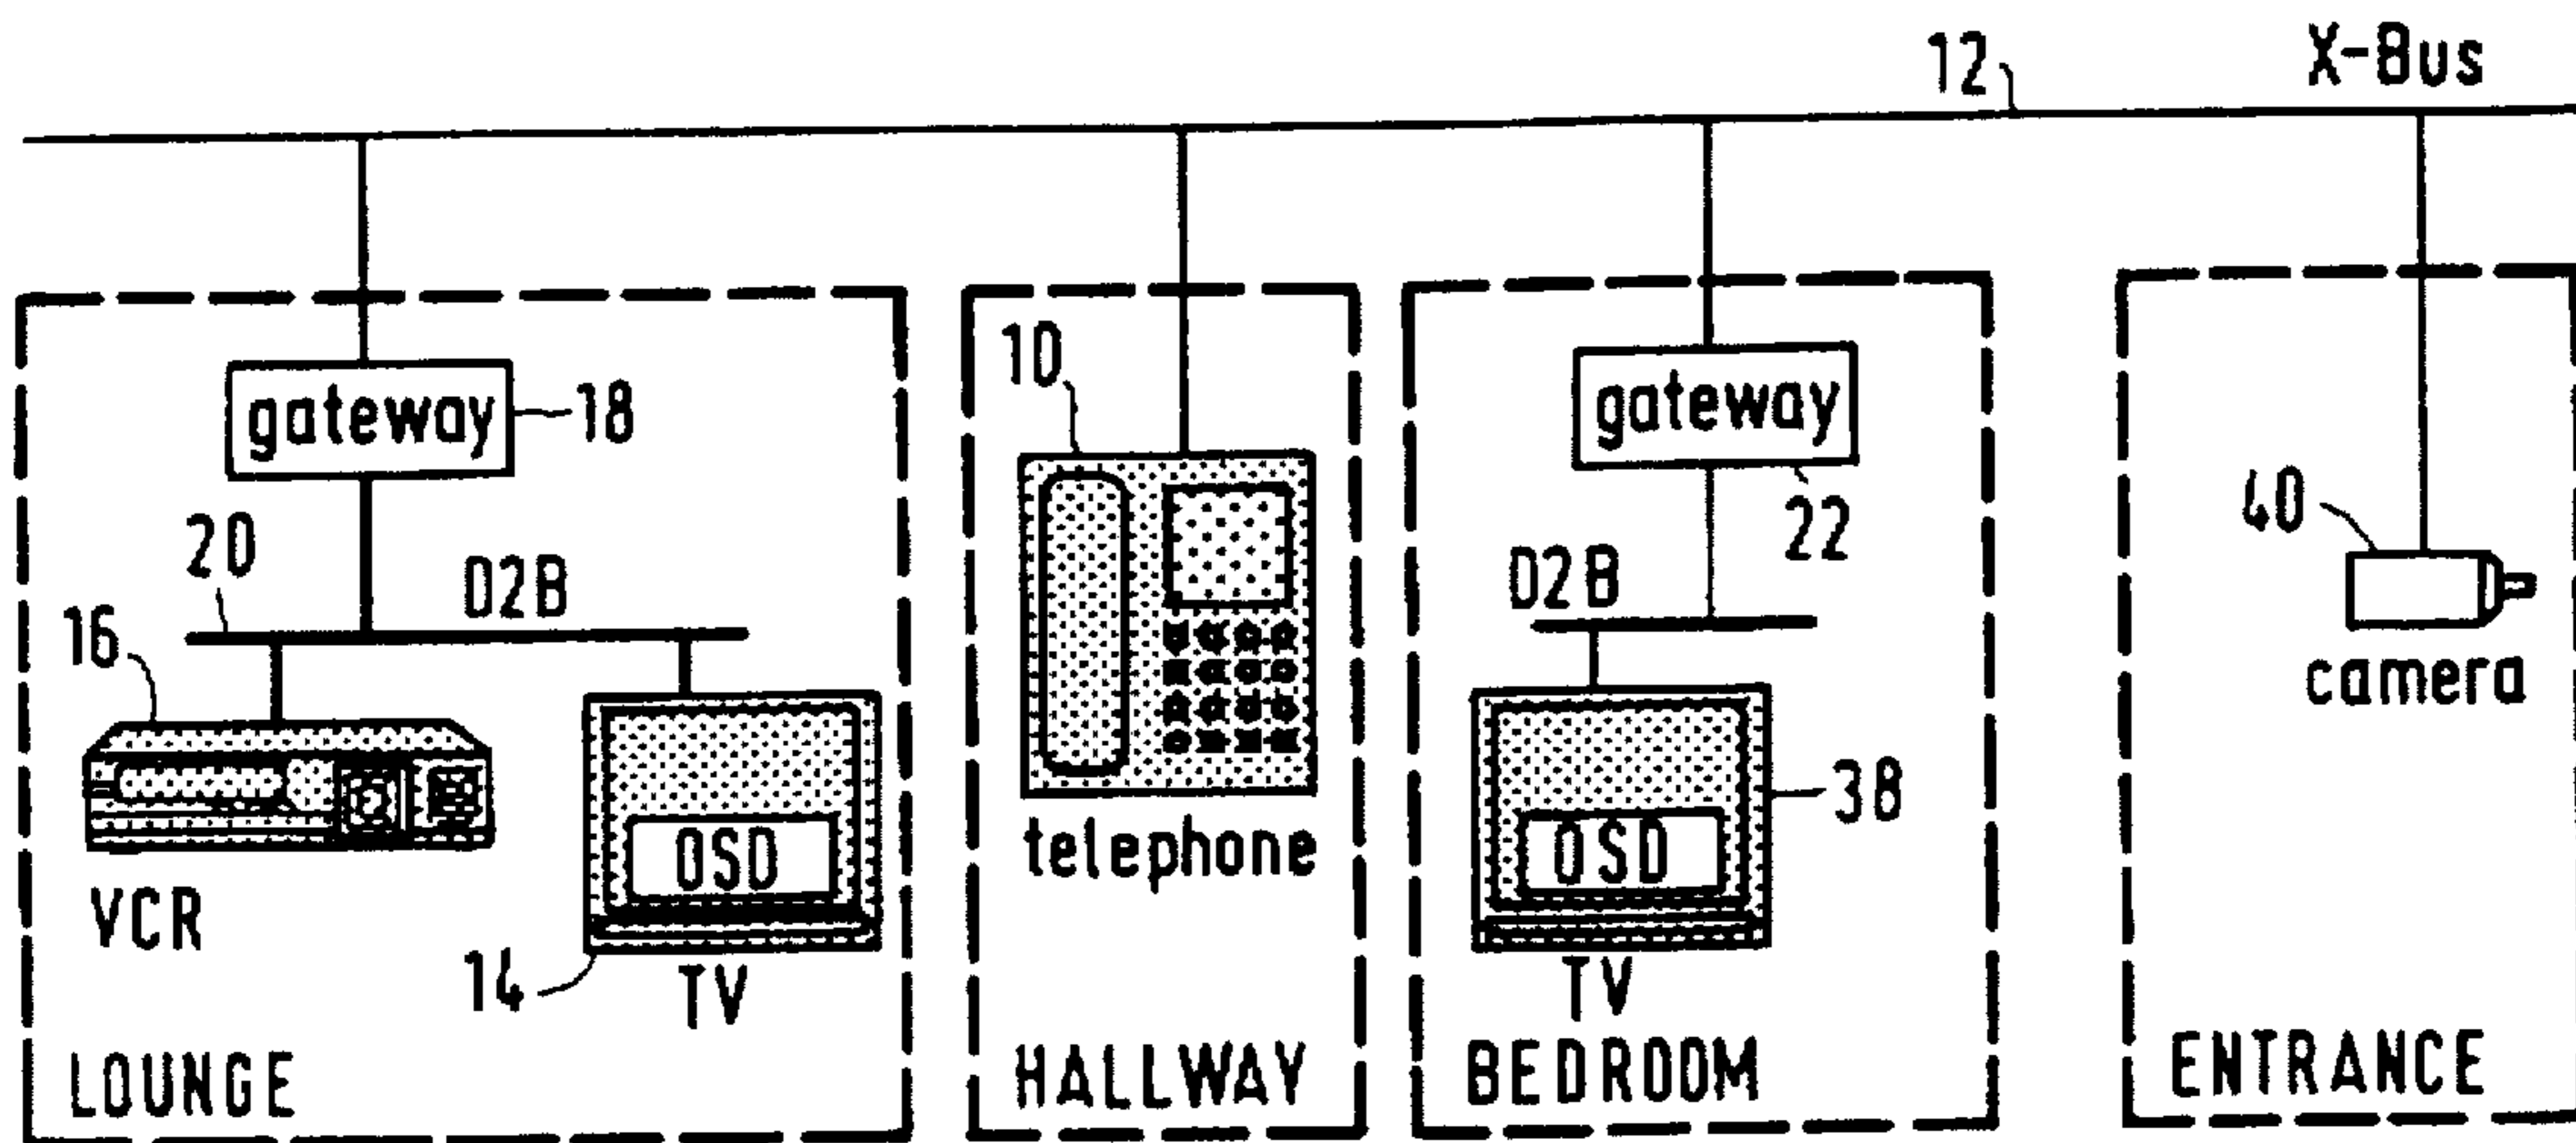 12
X-Bus
gateway
18
20
D2B
16
VCR
OSD
14
TV
LOUNGE
10
telephone
HALLWAY
gateway
22
D2B
OSD
38
TV
BEDROOM
40
camera
ENTRANCE